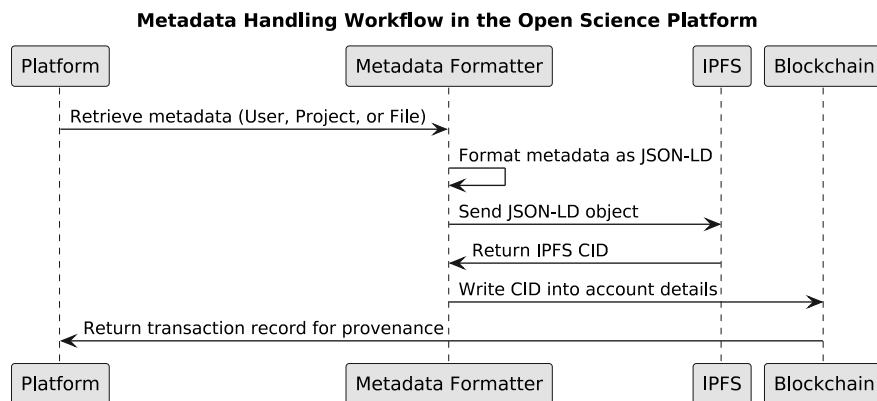 Metadata Handling Workflow in the Open Science Platform
Platform
Metadata Formatter
IPFS
Blockchain
Retrieve metadata (User, Project, or File)
Format metadata as JSON-LD
Send JSON-LD object
Return IPFS CID
Write CID into account details
Return transaction record for provenance
Platform
Metadata Formatter
IPFS
Blockchain